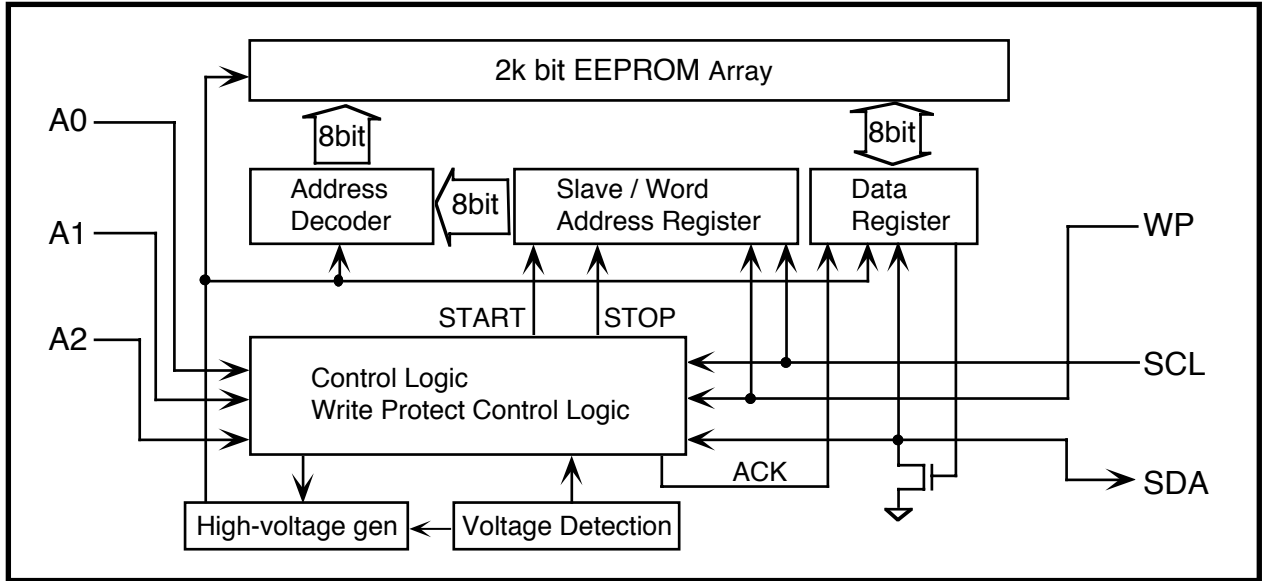 2k bit EEPROM Array
A0
8bit
8bit
Address
Decoder
8bit
Slave / Word
Address Register
Data
Register
A1
WP
START
STOP
A2
SCL
Control Logic
Write Protect Control Logic
ACK
SDA
High-voltage gen
Voltage Detection